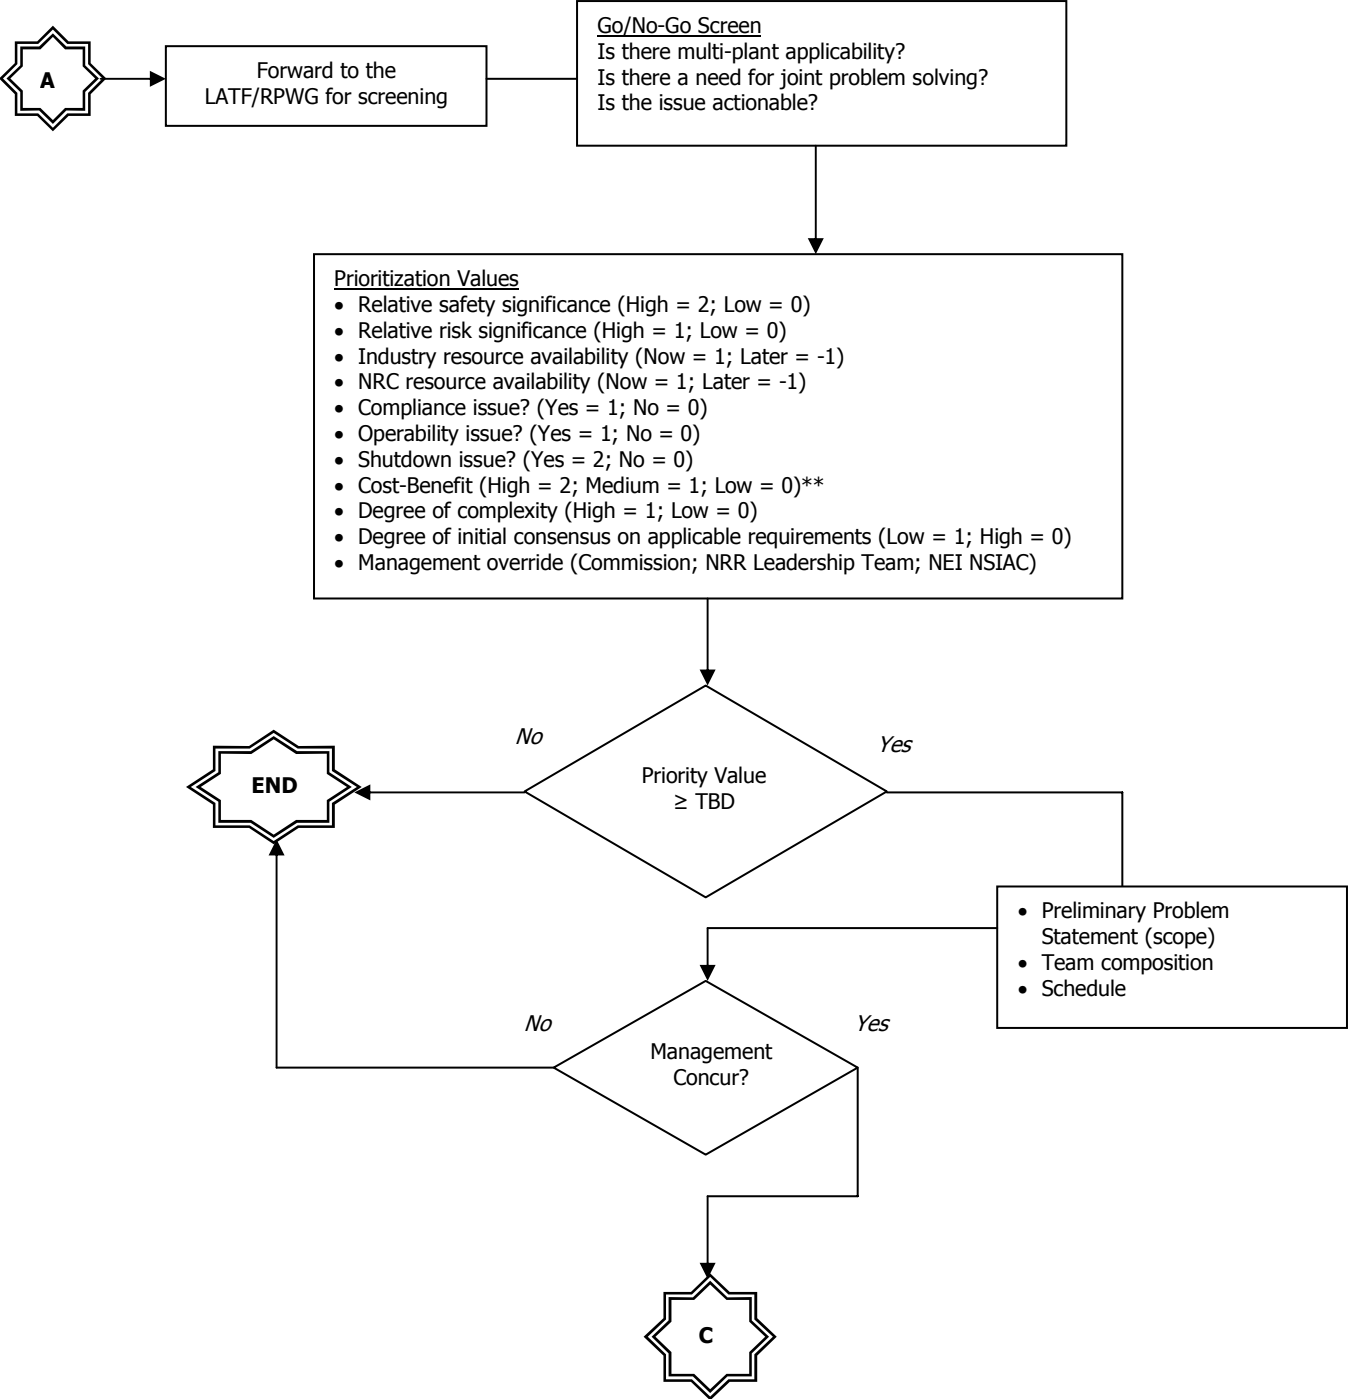 A
Forward to the
LATF/RPWG for screening
Go/No-Go Screen
Is there multi-plant applicability?
Is there a need for joint problem solving?
Is the issue actionable?
Prioritization Values
• Relative safety significance (High = 2; Low = 0)
• Relative risk significance (High = 1; Low = 0)
• Industry resource availability (Now = 1; Later = -1)
• NRC resource availability (Now = 1; Later = -1)
• Compliance issue? (Yes = 1; No = 0)
• Operability issue? (Yes = 1; No = 0)
• Shutdown issue? (Yes = 2; No = 0)
• Cost-Benefit (High = 2; Medium = 1; Low = 0)**
• Degree of complexity (High = 1; Low = 0)
• Degree of initial consensus on applicable requirements (Low = 1; High = 0)
• Management override (Commission; NRR Leadership Team; NEI NSIAC)
No
Yes
END
Priority Value
≥ TBD
• Preliminary Problem
Statement (scope)
• Team composition
• Schedule
No
Yes
Management
Concur?
C